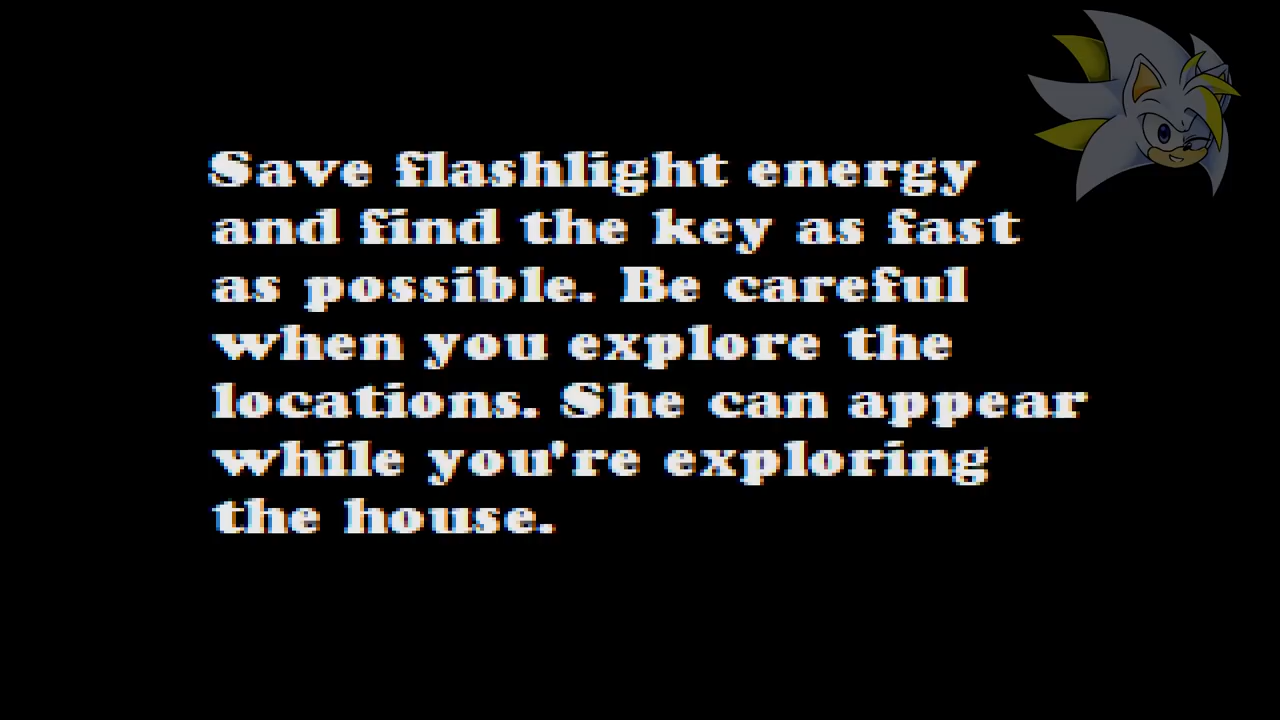 Save flashlight energy
and find the key as fast
as possible. Be careful
when you explore the
locations. She can appear
while you're exploring
the house.